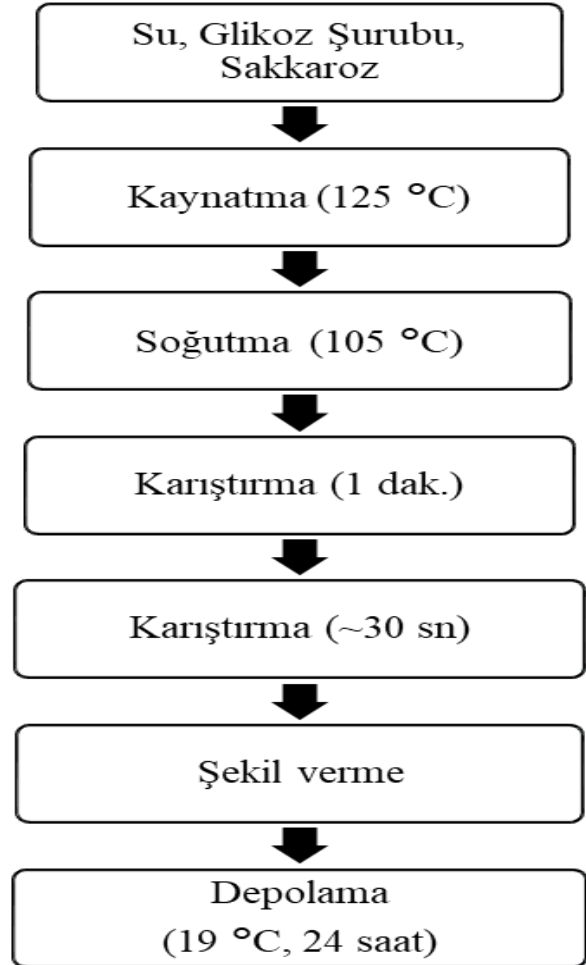 Su, Glikoz Şurubu,
Sakkaroz
Kaynatma (125 °C)
Soğutma (105 °C)
Karıştırma (1 dak.)
Karıştırma (~30 sn)
Şekil verme
Depolama
(19 °C, 24 saat)